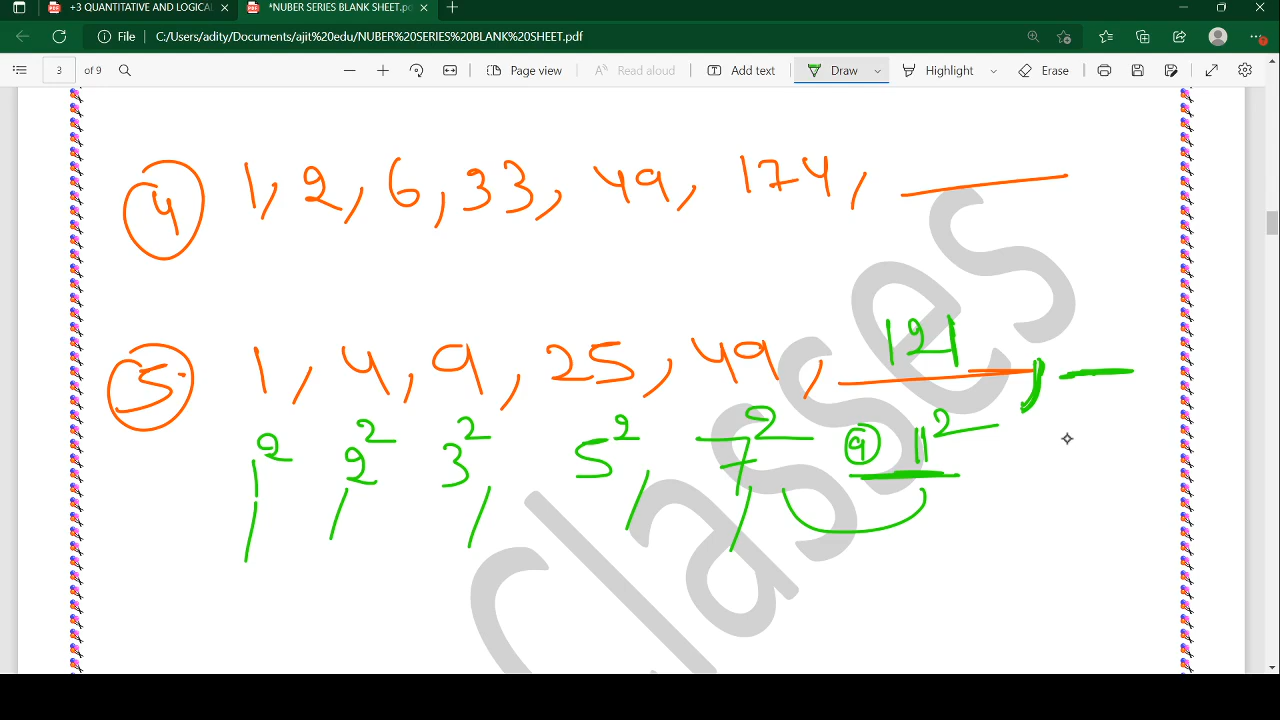 +3 QUANTITATIVE AND LOGICAL
*NUBER SERIES BLANK SHEET.pd
File C:/Users/adity/Documents/ajit%20edu/NUBER%20SERIES%20BLANK%20SHEET.pdf
3 of 9 Page view Read aloud Add text Draw Highlight Erase
4 1, 2, 6, 33, 49, 174,
121
5 1, 4, 9, 25, 49, ,
1² 2² 3² 5² 7² 9 11²
Classes